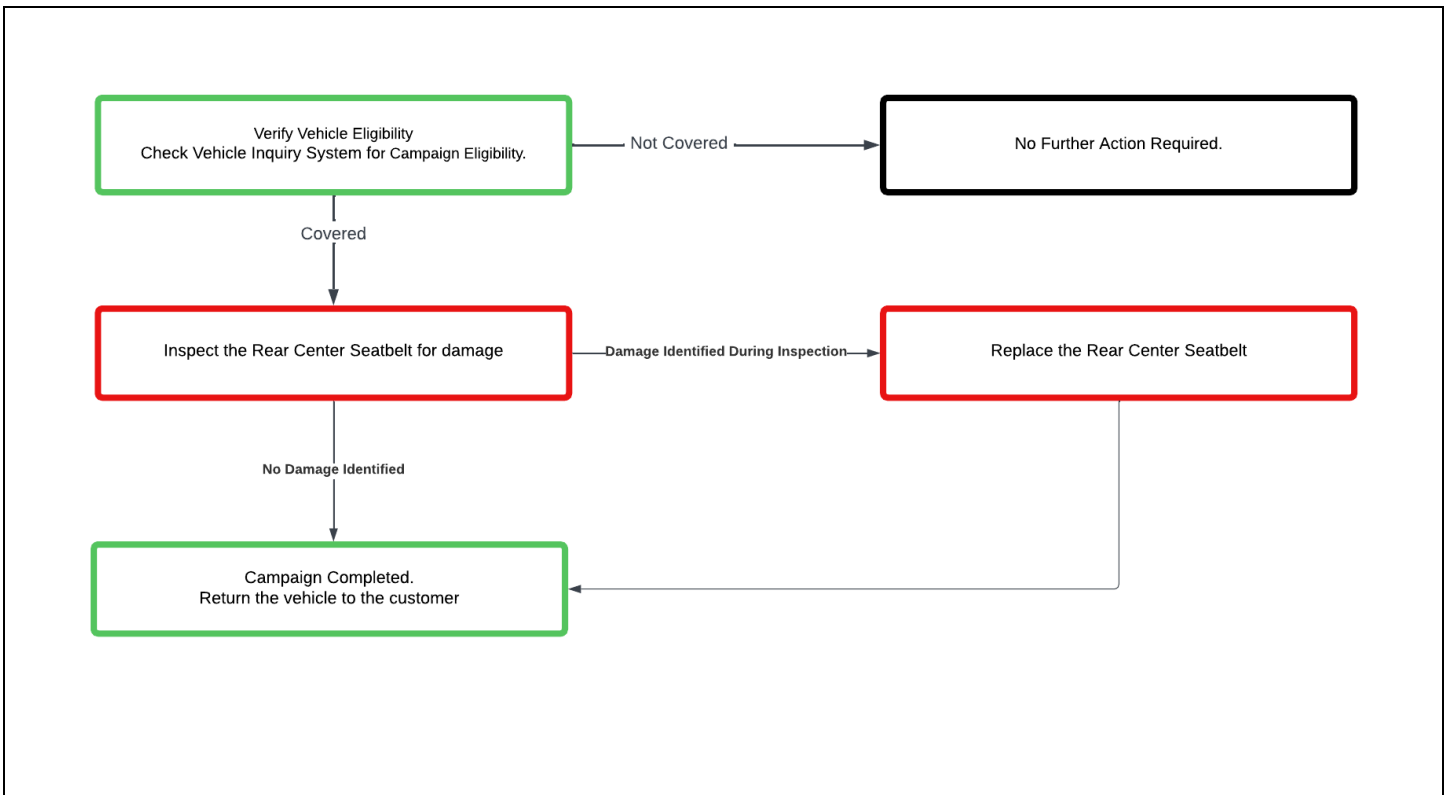 Verify Vehicle Eligibility
Check Vehicle Inquiry System for Campaign Eligibility.
Not Covered
No Further Action Required.
Covered
Inspect the Rear Center Seatbelt for damage
Damage Identified During Inspection
Replace the Rear Center Seatbelt
No Damage Identified
Campaign Completed.
Return the vehicle to the customer